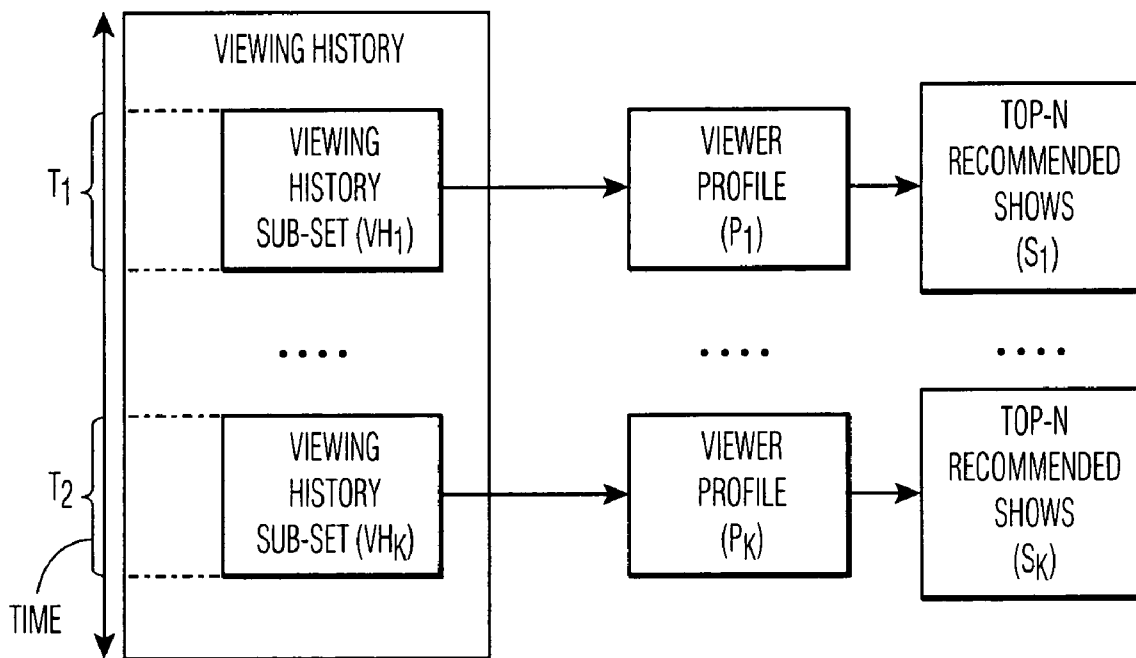 VIEWING HISTORY
T1
VIEWING
HISTORY
SUB-SET (VH1)
VIEWER
PROFILE
(P1)
TOP-N
RECOMMENDED
SHOWS
(S1)
....
....
....
T2
VIEWING
HISTORY
SUB-SET (VHK)
VIEWER
PROFILE
(PK)
TOP-N
RECOMMENDED
SHOWS
(SK)
TIME